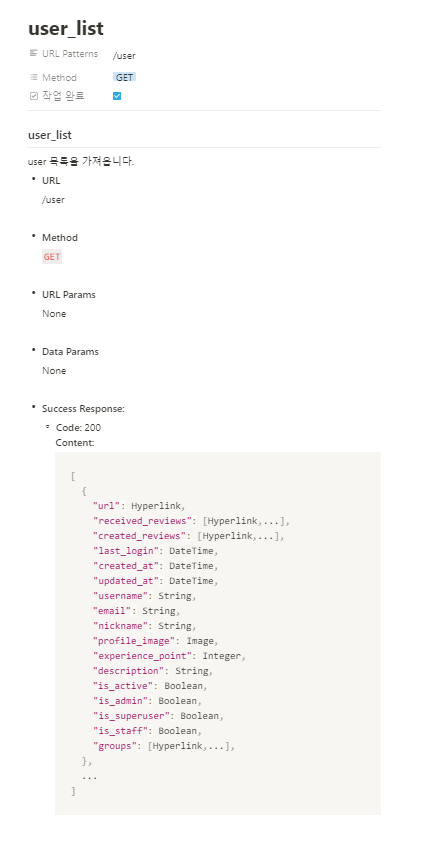 user_list
URL Patterns /user
Method GET
작업 완료
user_list
user 목록을 가져옵니다.
• URL
/user
• Method
GET
• URL Params
None
• Data Params
None
• Success Response:
◦ Code: 200
Content:
[
  {
    "url": Hyperlink,
    "received_reviews": [Hyperlink,...],
    "created_reviews": [Hyperlink,...],
    "last_login": DateTime,
    "created_at": DateTime,
    "updated_at": DateTime,
    "username": String,
    "email": String,
    "nickname": String,
    "profile_image": Image,
    "experience_point": Integer,
    "description": String,
    "is_active": Boolean,
    "is_admin": Boolean,
    "is_superuser": Boolean,
    "is_staff": Boolean,
    "groups": [Hyperlink,...],
  },
  ...
]